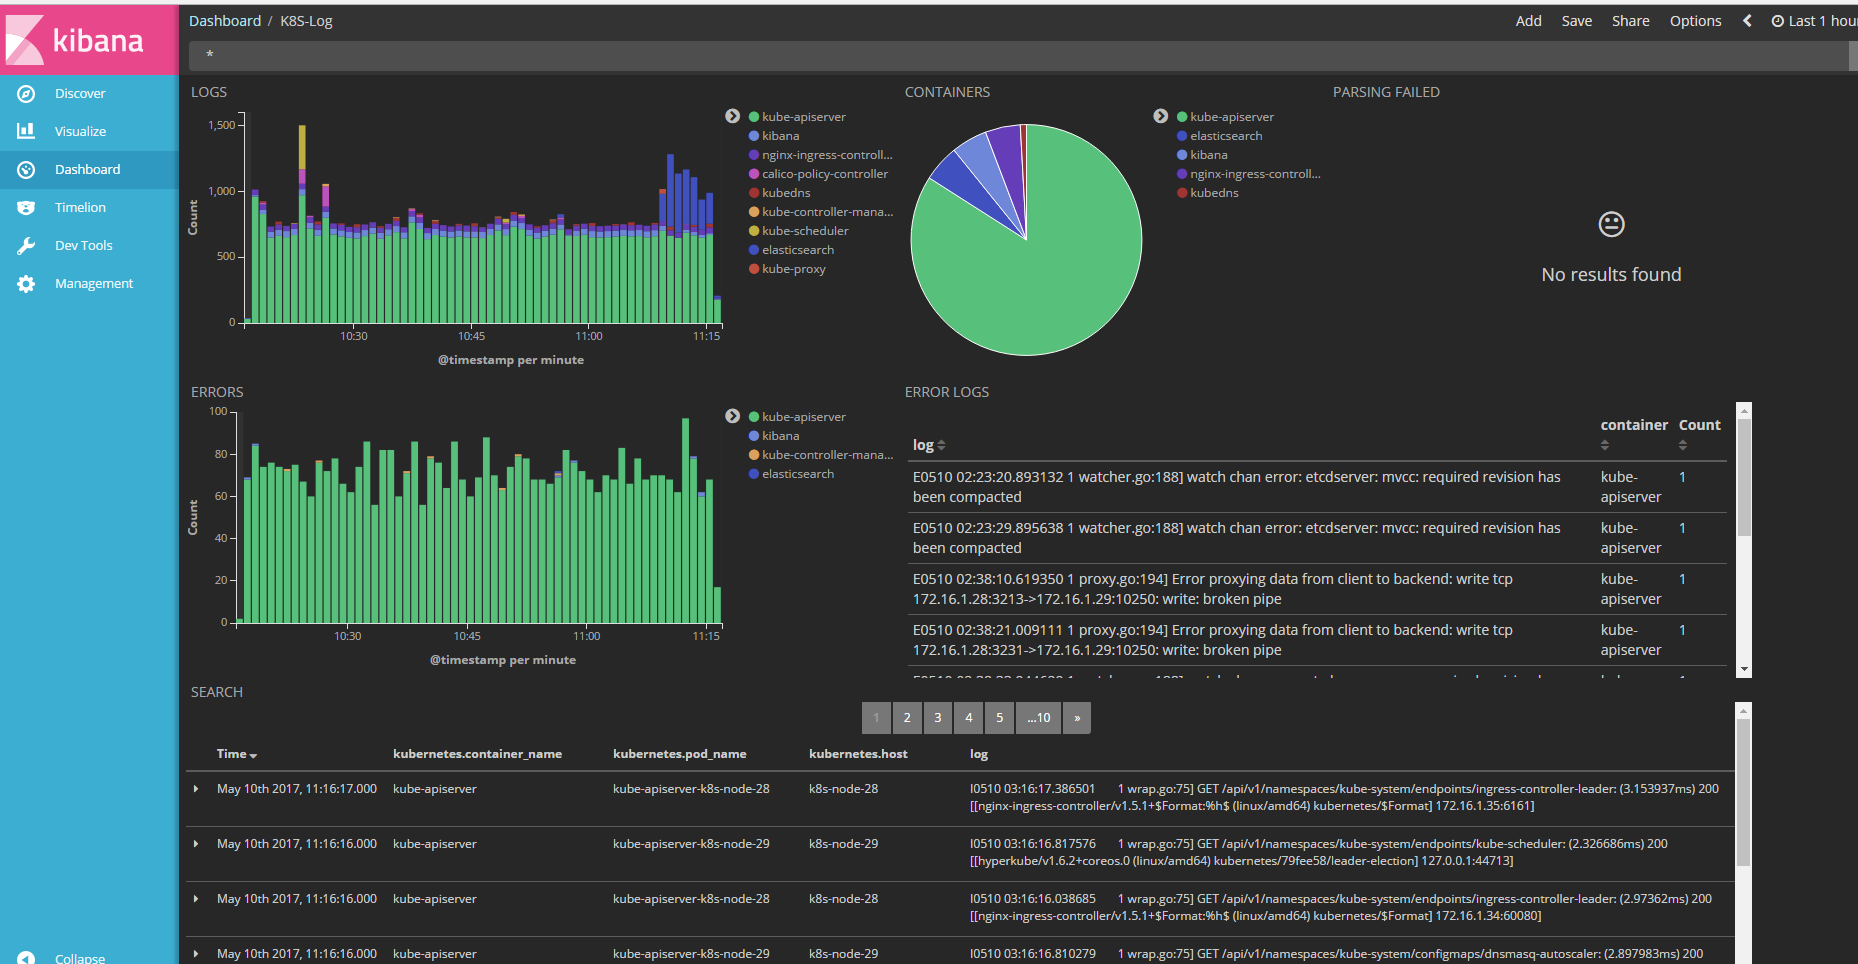 kibana
Discover
Visualize
Dashboard
Timelion
Dev Tools
Management
Collapse
Dashboard / K8S-Log
Add Save Share Options Last 1 hour
*
LOGS
1,500
1,000
500
0
Count
10:30 10:45 11:00 11:15
@timestamp per minute
kube-apiserver
kibana
nginx-ingress-controll...
calico-policy-controller
kubedns
kube-controller-mana...
kube-scheduler
elasticsearch
kube-proxy
CONTAINERS
kube-apiserver
elasticsearch
kibana
nginx-ingress-controll...
kubedns
PARSING FAILED
No results found
ERRORS
100
80
60
40
20
0
Count
10:30 10:45 11:00 11:15
@timestamp per minute
kube-apiserver
kibana
kube-controller-mana...
elasticsearch
ERROR LOGS
log container Count
E0510 02:23:20.893132 1 watcher.go:188] watch chan error: etcdserver: mvcc: required revision has kube- 1
been compacted apiserver
E0510 02:23:29.895638 1 watcher.go:188] watch chan error: etcdserver: mvcc: required revision has kube- 1
been compacted apiserver
E0510 02:38:10.619350 1 proxy.go:194] Error proxying data from client to backend: write tcp kube- 1
172.16.1.28:3213->172.16.1.29:10250: write: broken pipe apiserver
E0510 02:38:21.009111 1 proxy.go:194] Error proxying data from client to backend: write tcp kube- 1
172.16.1.28:3231->172.16.1.29:10250: write: broken pipe apiserver
SEARCH
1 2 3 4 5 ...10 »
Time kubernetes.container_name kubernetes.pod_name kubernetes.host log
May 10th 2017, 11:16:17.000 kube-apiserver kube-apiserver-k8s-node-28 k8s-node-28 I0510 03:16:17.386501 1 wrap.go:75] GET /api/v1/namespaces/kube-system/endpoints/ingress-controller-leader: (3.153937ms) 200
[[nginx-ingress-controller/v1.5.1+$Format:%h$ (linux/amd64) kubernetes/$Format] 172.16.1.35:6161]
May 10th 2017, 11:16:16.000 kube-apiserver kube-apiserver-k8s-node-29 k8s-node-29 I0510 03:16:16.817576 1 wrap.go:75] GET /api/v1/namespaces/kube-system/endpoints/kube-scheduler: (2.326686ms) 200
[[hyperkube/v1.6.2+coreos.0 (linux/amd64) kubernetes/79fee58/leader-election] 127.0.0.1:44713]
May 10th 2017, 11:16:16.000 kube-apiserver kube-apiserver-k8s-node-28 k8s-node-28 I0510 03:16:16.038685 1 wrap.go:75] GET /api/v1/namespaces/kube-system/endpoints/ingress-controller-leader: (2.97362ms) 200
[[nginx-ingress-controller/v1.5.1+$Format:%h$ (linux/amd64) kubernetes/$Format] 172.16.1.34:60080]
May 10th 2017, 11:16:16.000 kube-apiserver kube-apiserver-k8s-node-29 k8s-node-29 I0510 03:16:16.810279 1 wrap.go:75] GET /api/v1/namespaces/kube-system/configmaps/dnsmasq-autoscaler: (2.897983ms) 200